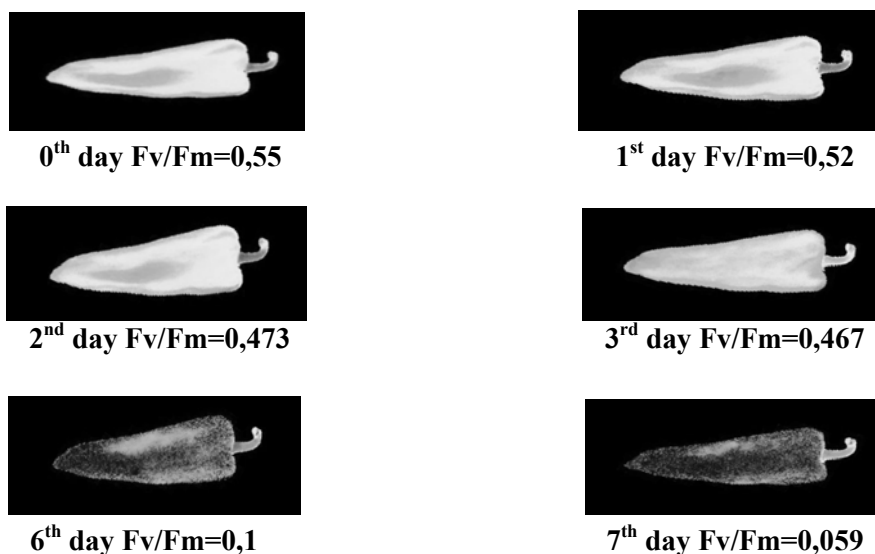 0th day Fv/Fm=0,55
1st day Fv/Fm=0,52
2nd day Fv/Fm=0,473
3rd day Fv/Fm=0,467
6th day Fv/Fm=0,1
7th day Fv/Fm=0,059